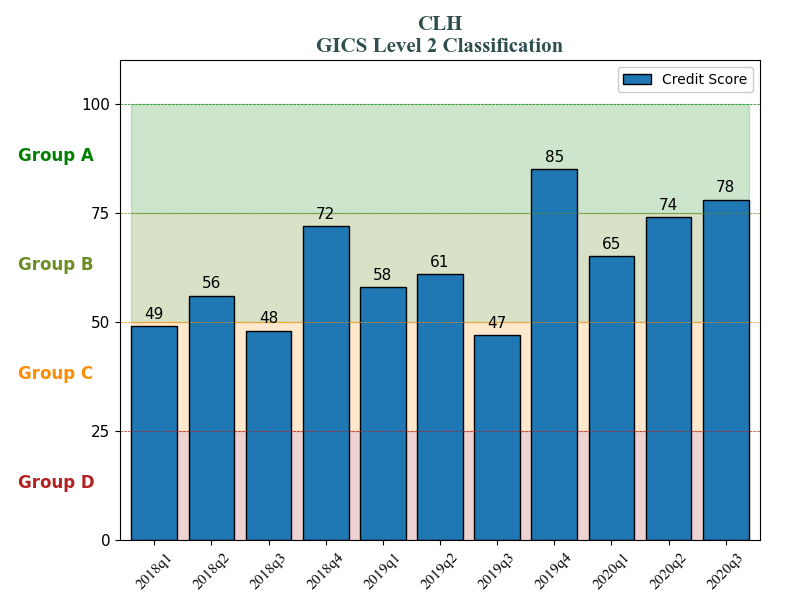 CLH
GICS Level 2 Classification
Credit Score
100
Group A
85
78
75
74
72
65
Group B
61
58
56
50
49
48
47
Group C
25
Group D
0
2018q1 2018q2 2018q3 2018q4 2019q1 2019q2 2019q3 2019q4 2020q1 2020q2 2020q3